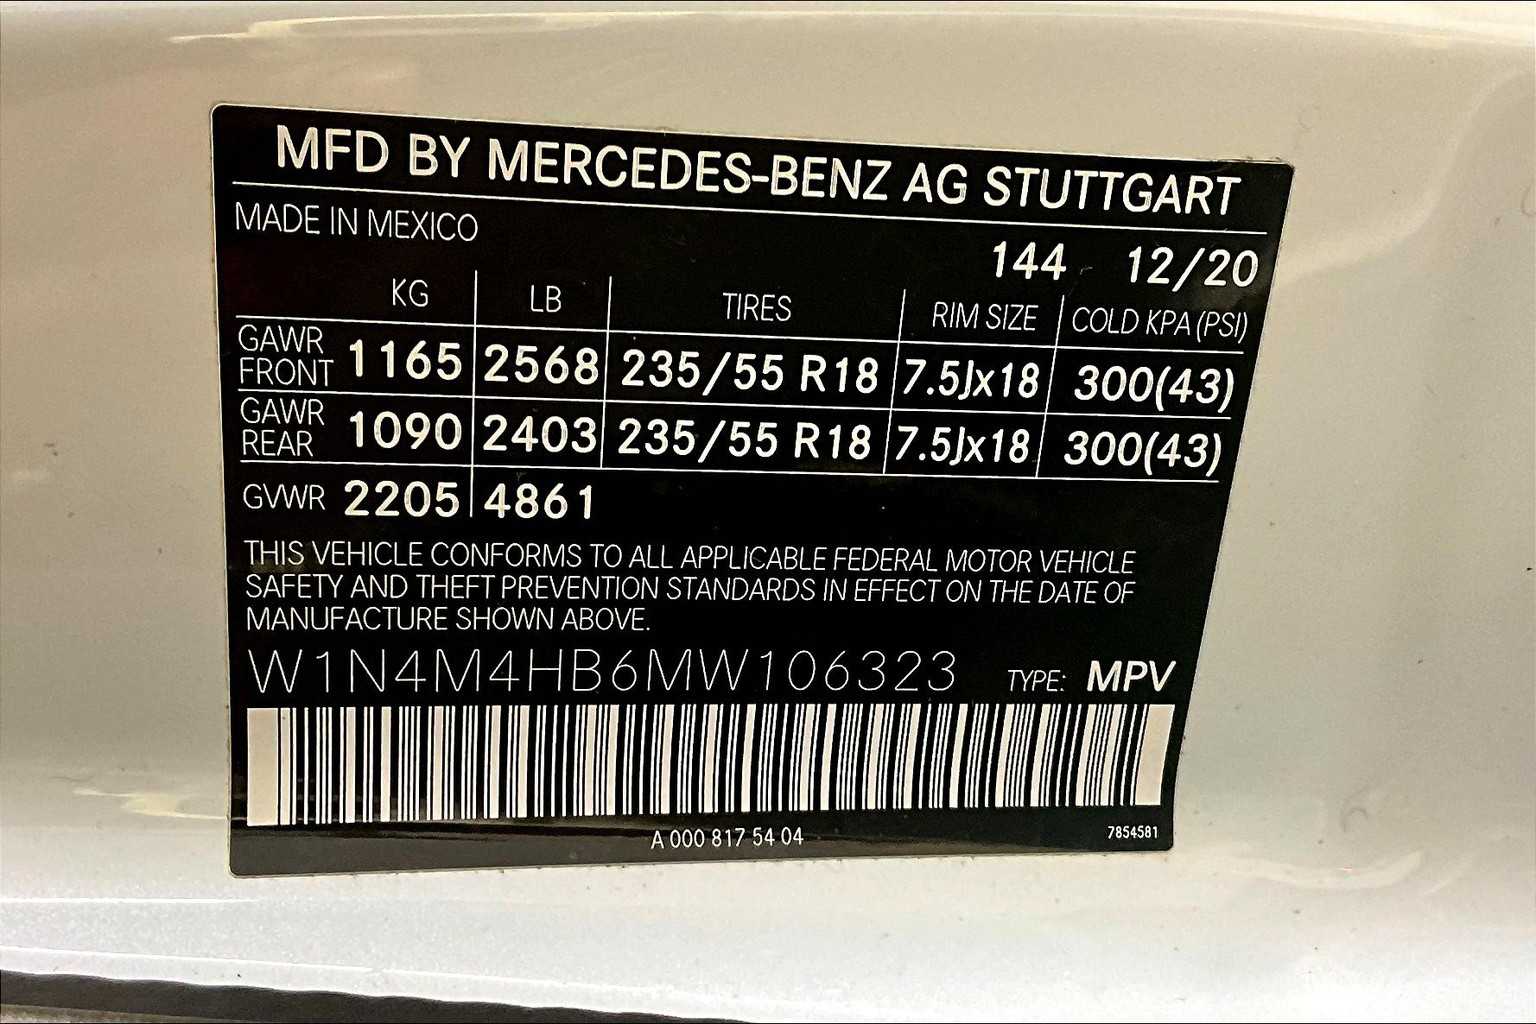 MFD BY MERCEDES-BENZ AG STUTTGART
MADE IN MEXICO
144 12/20
KG LB TIRES RIM SIZE COLD KPA (PSI)
GAWR FRONT 1165 2568 235/55 R18 7.5Jx18 300(43)
GAWR REAR 1090 2403 235/55 R18 7.5Jx18 300(43)
GVWR 2205 4861
THIS VEHICLE CONFORMS TO ALL APPLICABLE FEDERAL MOTOR VEHICLE
SAFETY AND THEFT PREVENTION STANDARDS IN EFFECT ON THE DATE OF
MANUFACTURE SHOWN ABOVE.
W1N4M4HB6MW106323 TYPE: MPV
A 000 817 54 04 7854581